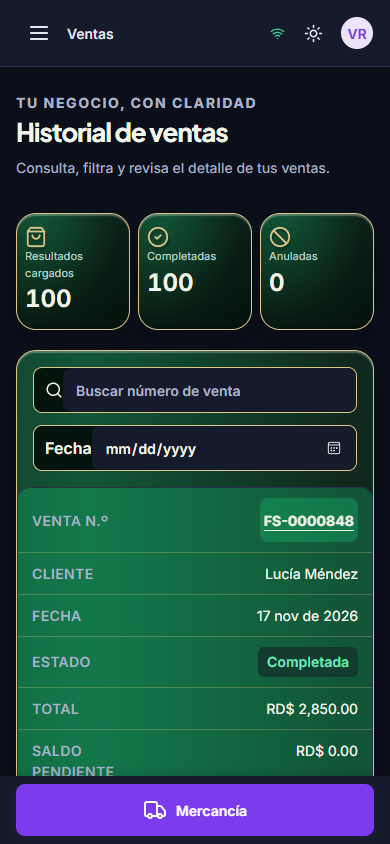 Ventas
VR
TU NEGOCIO, CON CLARIDAD
Historial de ventas
Consulta, filtra y revisa el detalle de tus ventas.
Resultados cargados
100
Completadas
100
Anuladas
0
Buscar número de venta
Fecha mm/dd/yyyy
VENTA N.º FS-0000848
CLIENTE Lucía Méndez
FECHA 17 nov de 2026
ESTADO Completada
TOTAL RD$ 2,850.00
SALDO PENDIENTE RD$ 0.00
Mercancía